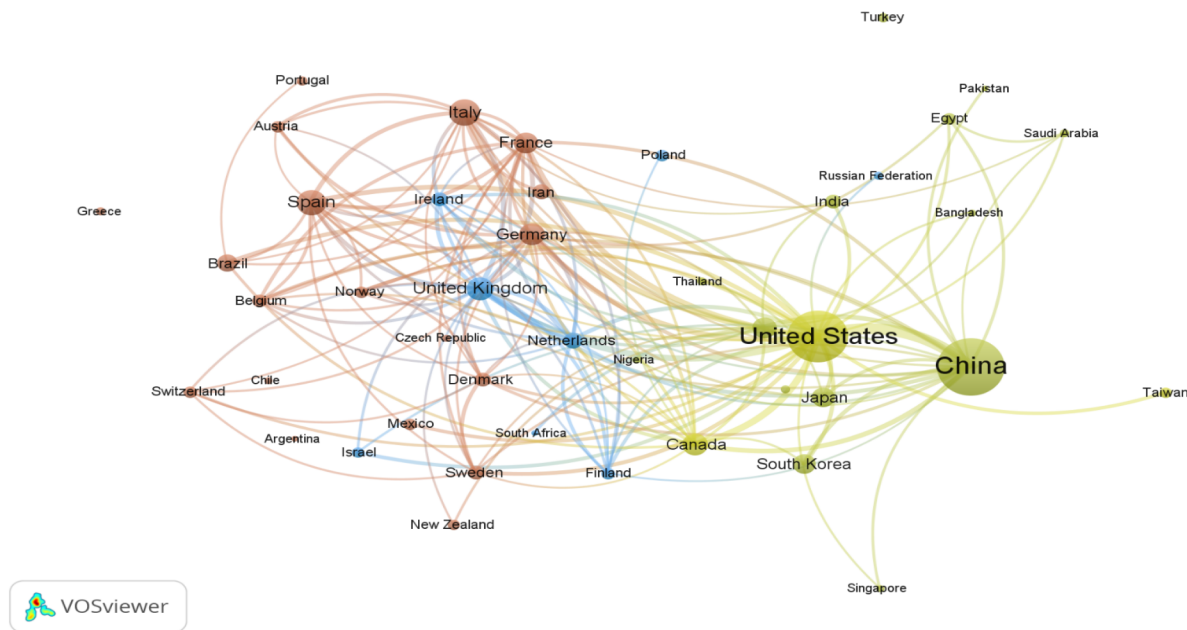 Turkey
Portugal
Pakistan
Italy
Egypt
Austria
Saudi Arabia
France
Poland
Russian Federation
Iran
Spain
Ireland
India
Greece
Bangladesh
Germany
Brazil
Thailand
United Kingdom
Norway
Belgium
United States
Czech Republic
Netherlands
Nigeria
China
Denmark
Chile
Switzerland
Taiwan
Japan
Mexico
South Africa
Argentina
Canada
Israel
South Korea
Sweden
Finland
New Zealand
Singapore
VOSviewer